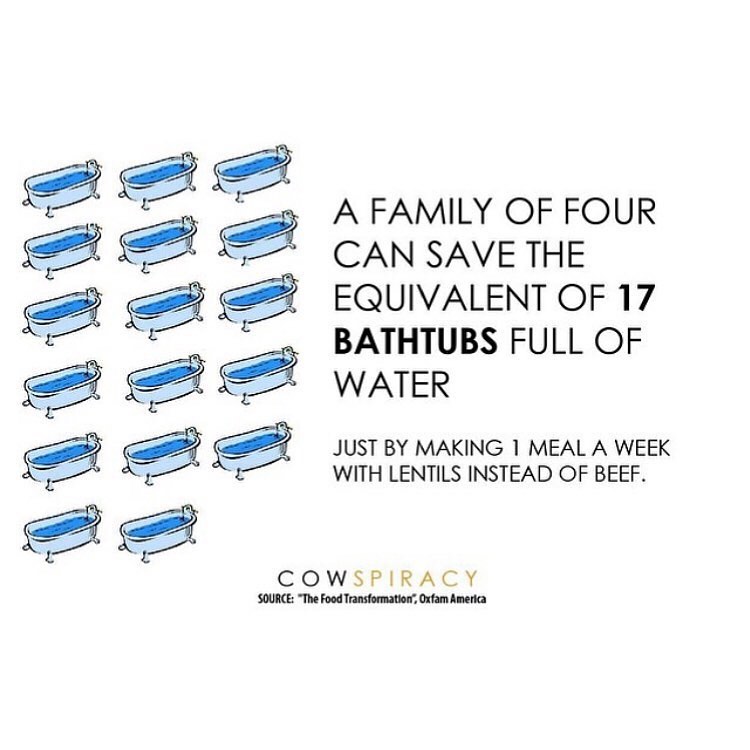 A FAMILY OF FOUR
CAN SAVE THE
EQUIVALENT OF 17
BATHTUBS FULL OF
WATER
JUST BY MAKING 1 MEAL A WEEK
WITH LENTILS INSTEAD OF BEEF.
COWSPIRACY
SOURCE: "The Food Transformation", Oxfam America